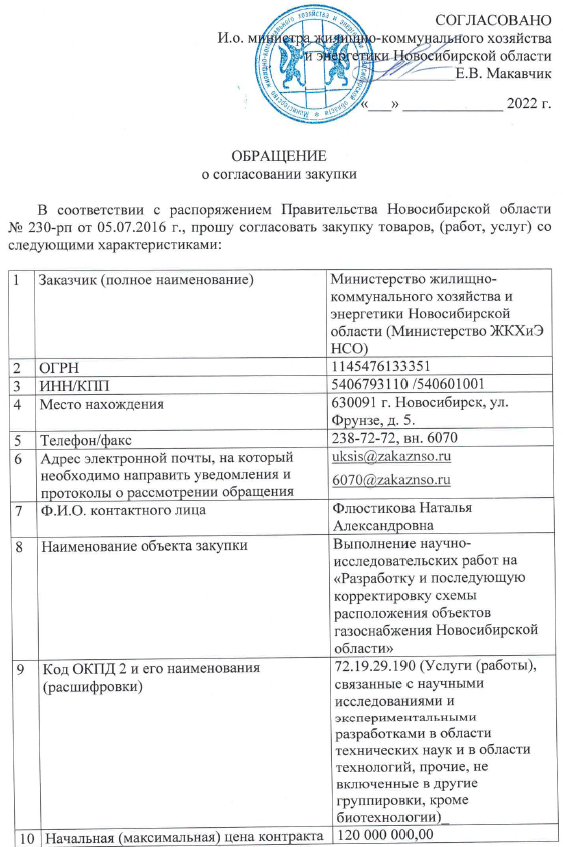 СОГЛАСОВАНО
И.о. министра жилищно-коммунального хозяйства
и энергетики Новосибирской области
Е.В. Макавчик
«___» ______________ 2022 г.
ОБРАЩЕНИЕ
о согласовании закупки
В соответствии с распоряжением Правительства Новосибирской области
№ 230-рп от 05.07.2016 г., прошу согласовать закупку товаров, (работ, услуг) со
следующими характеристиками:
1 Заказчик (полное наименование) Министерство жилищно-
коммунального хозяйства и
энергетики Новосибирской
области (Министерство ЖКХиЭ
НСО)
2 ОГРН 1145476133351
3 ИНН/КПП 5406793110 /540601001
4 Место нахождения 630091 г. Новосибирск, ул.
Фрунзе, д. 5.
5 Телефон/факс 238-72-72, вн. 6070
6 Адрес электронной почты, на который uksis@zakaznso.ru
необходимо направить уведомления и
протоколы о рассмотрении обращения 6070@zakaznso.ru
7 Ф.И.О. контактного лица Флюстикова Наталья
Александровна
8 Наименование объекта закупки Выполнение научно-
исследовательских работ на
«Разработку и последующую
корректировку схемы
расположения объектов
газоснабжения Новосибирской
области»
9 Код ОКПД 2 и его наименования 72.19.29.190 (Услуги (работы),
(расшифровки) связанные с научными
исследованиями и
экспериментальными
разработками в области
технических наук и в области
технологий, прочие, не
включенные в другие
группировки, кроме
биотехнологии)_
10 Начальная (максимальная) цена контракта 120 000 000,00